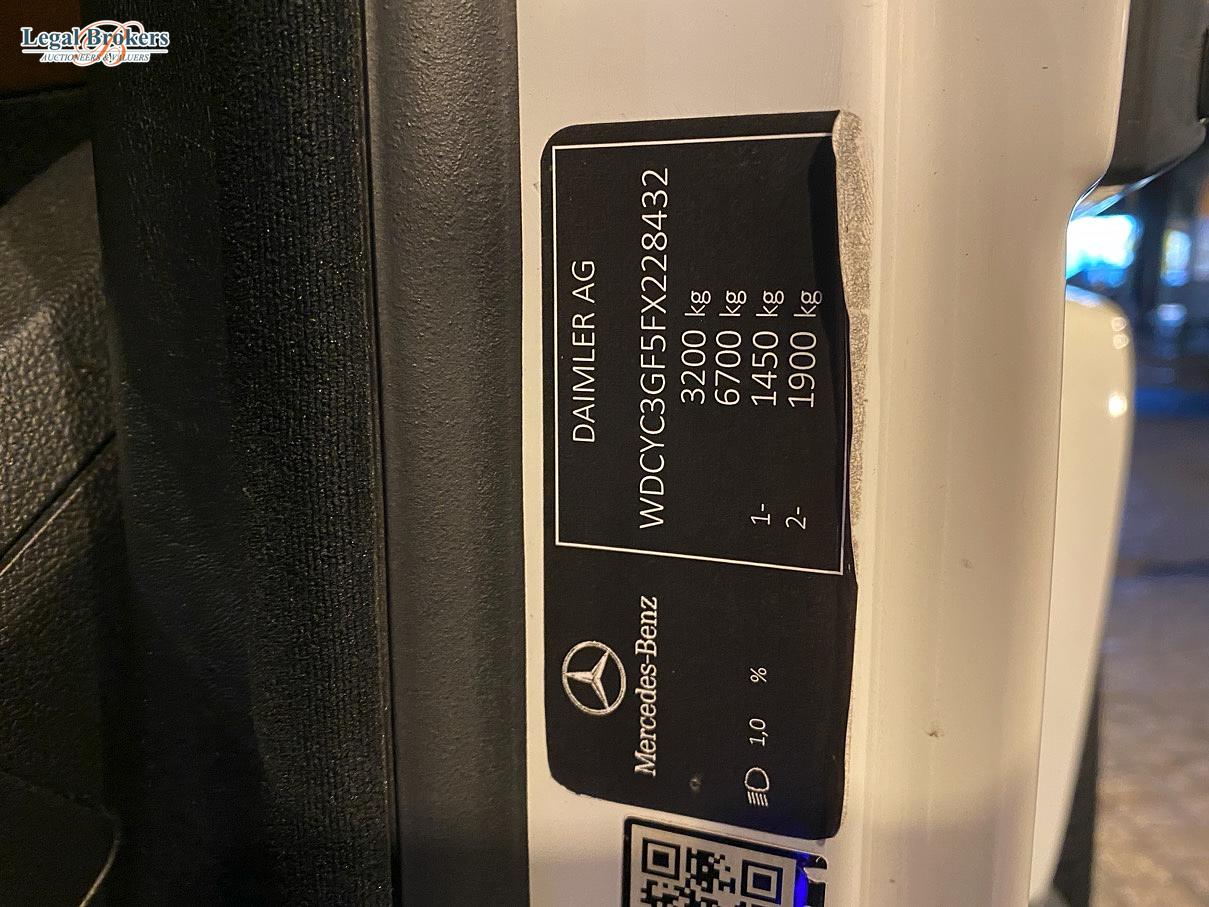 Legal Brokers
AUCTIONEERS & VALUERS
DAIMLER AG
WDCYC3GF5FX228432
3200 kg
6700 kg
1- 1450 kg
2- 1900 kg
Mercedes-Benz
1,0 %